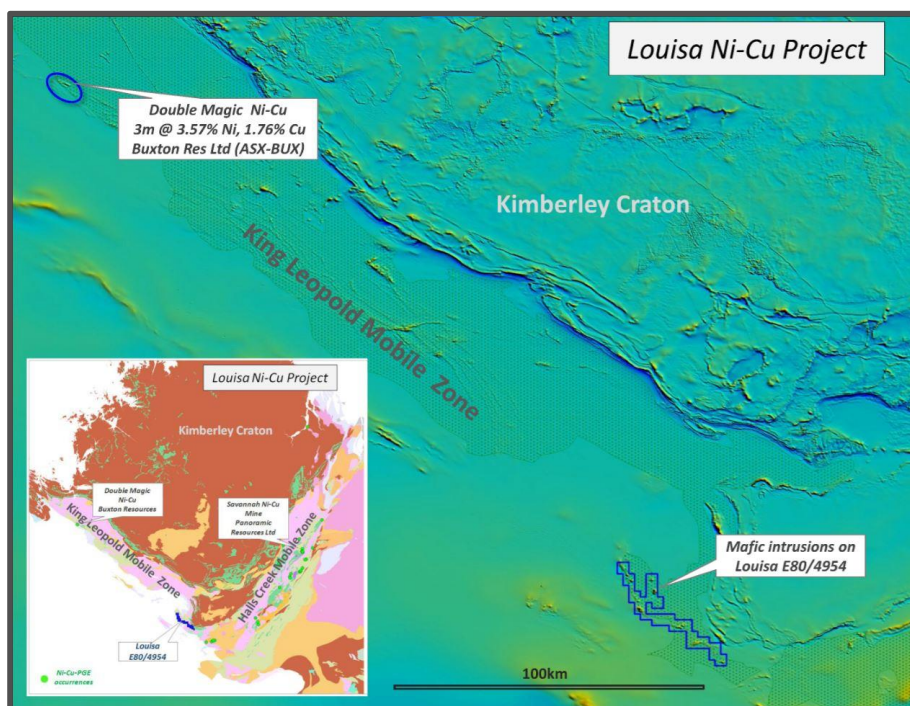 Louisa Ni-Cu Project
Double Magic Ni-Cu
3m @ 3.57% Ni, 1.76% Cu
Buxton Res Ltd (ASX-BUX)
Kimberley Craton
King Leopold Mobile Zone
Mafic intrusions on
Louisa E80/4954
100km
Louisa Ni-Cu Project
Kimberley Craton
Double Magic
Ni-Cu
Buxton Resources
Savannah Ni-Cu
Mine
Panoramic
Resources Ltd
King Leopold Mobile Zone
Halls Creek Mobile Zone
Louisa
E80/4954
Ni-Cu-PGE
occurrences